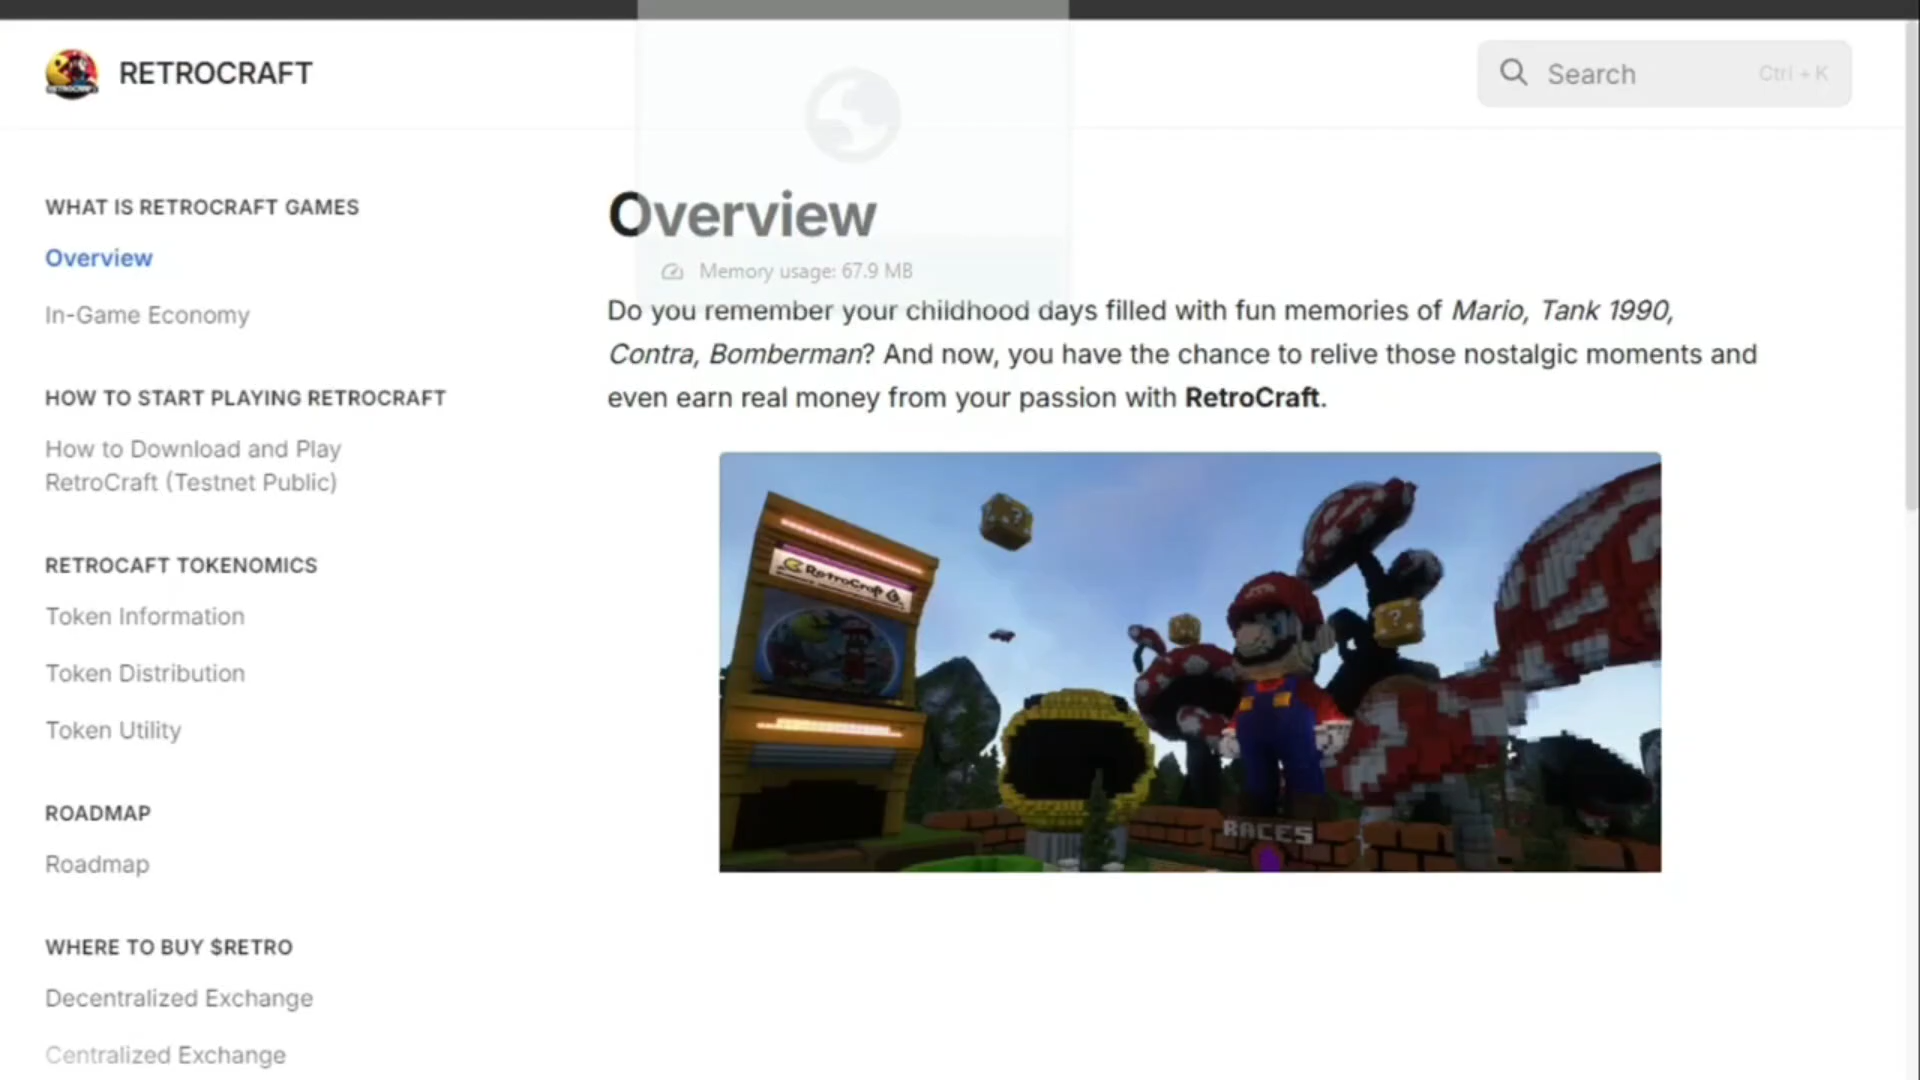 RETROCRAFT
Search Ctrl + K
WHAT IS RETROCRAFT GAMES
Overview
In-Game Economy
HOW TO START PLAYING RETROCRAFT
How to Download and Play
RetroCraft (Testnet Public)
RETROCAFT TOKENOMICS
Token Information
Token Distribution
Token Utility
ROADMAP
Roadmap
WHERE TO BUY $RETRO
Decentralized Exchange
Centralized Exchange
Overview
Memory usage: 67.9 MB
Do you remember your childhood days filled with fun memories of Mario, Tank 1990,
Contra, Bomberman? And now, you have the chance to relive those nostalgic moments and
even earn real money from your passion with RetroCraft.
RetroCraft
RACES